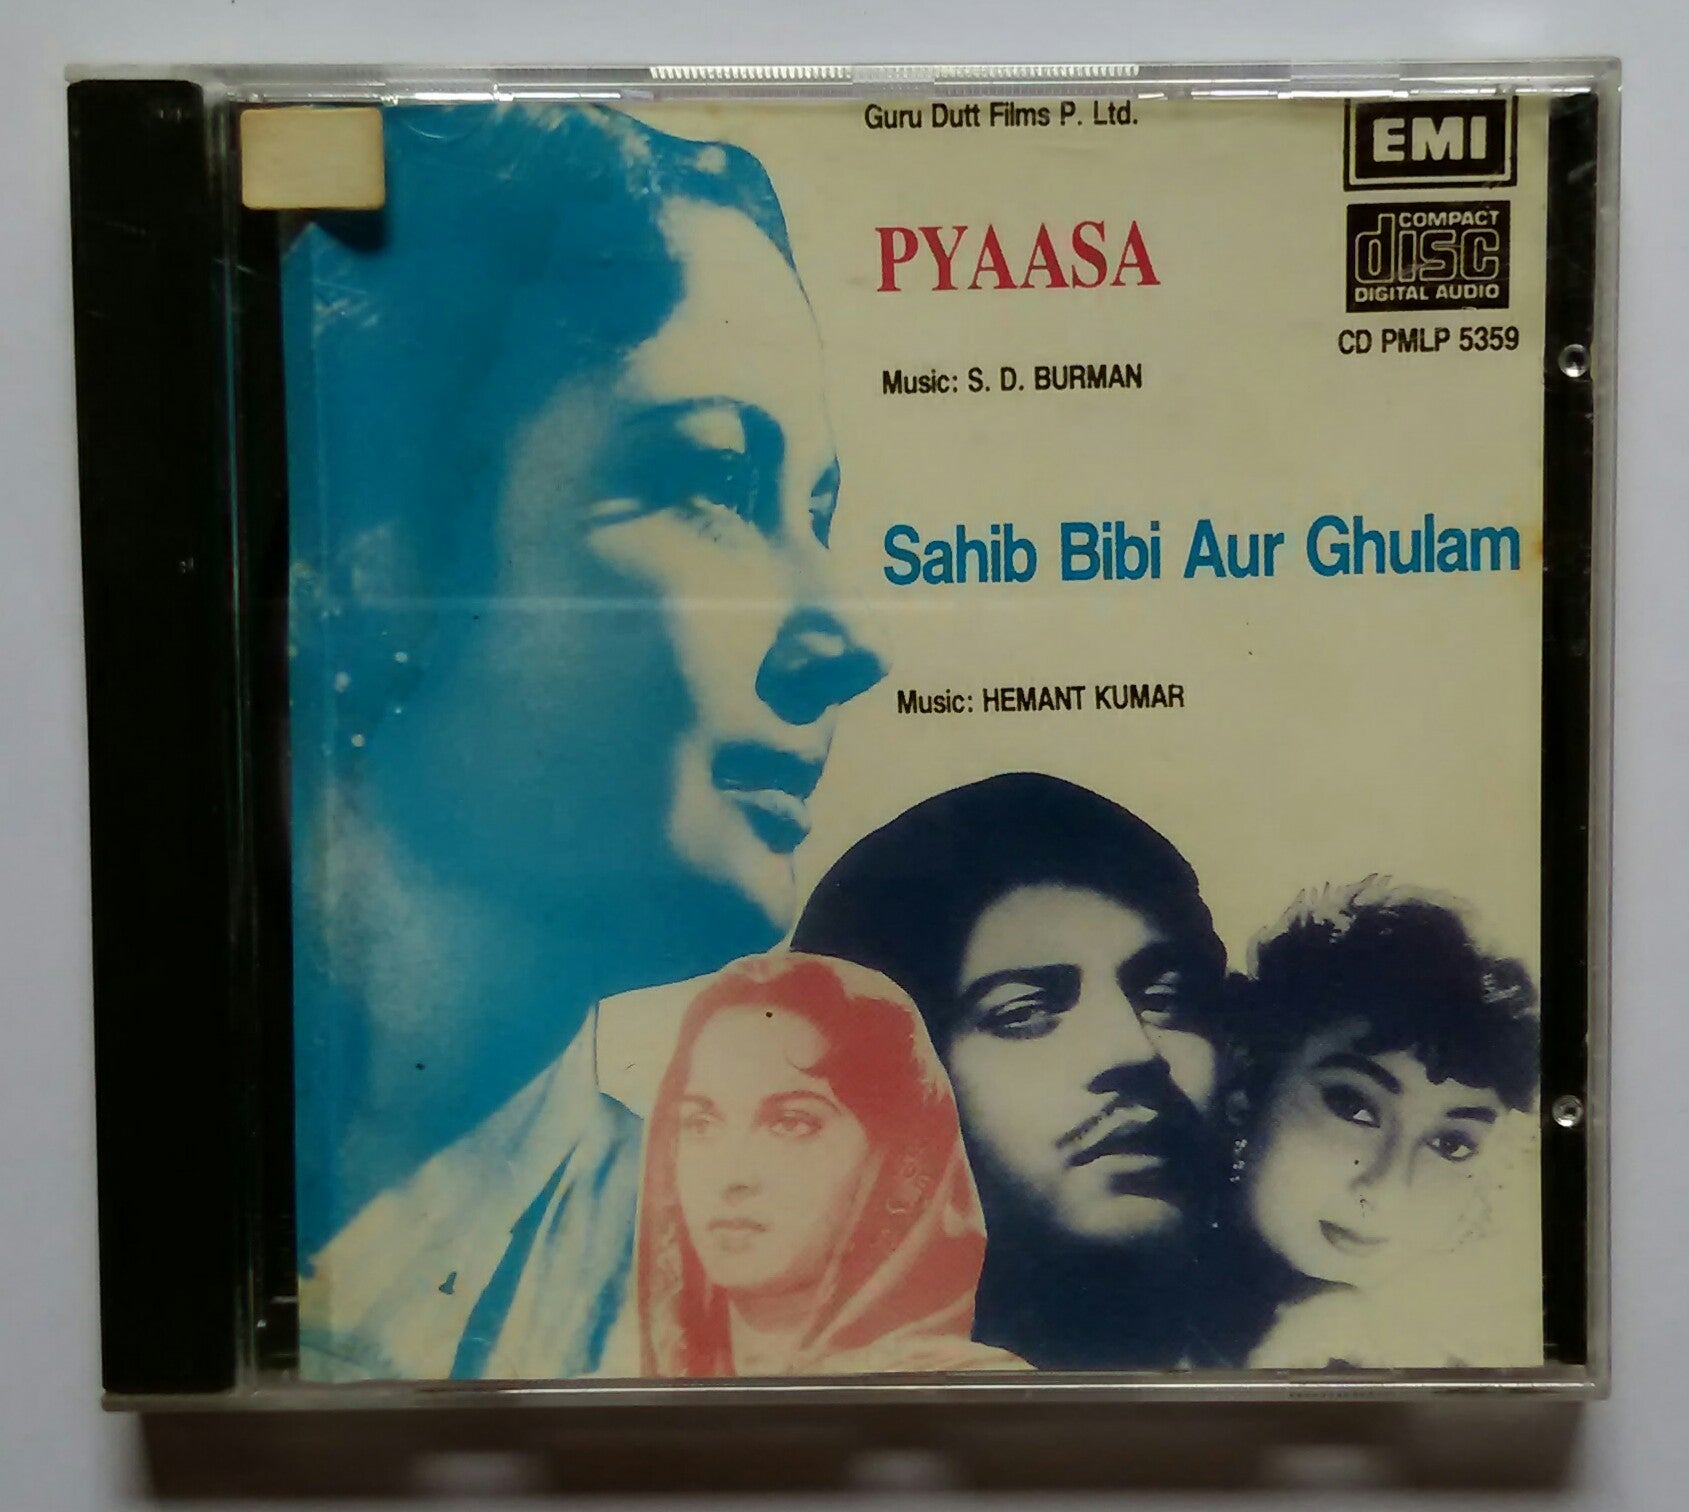 Guru Dutt Films P. Ltd.
EMI
PYAASA
COMPACT
disc
DIGITAL AUDIO
CD PMLP 5359
Music: S. D. BURMAN
Sahib Bibi Aur Ghulam
Music: HEMANT KUMAR